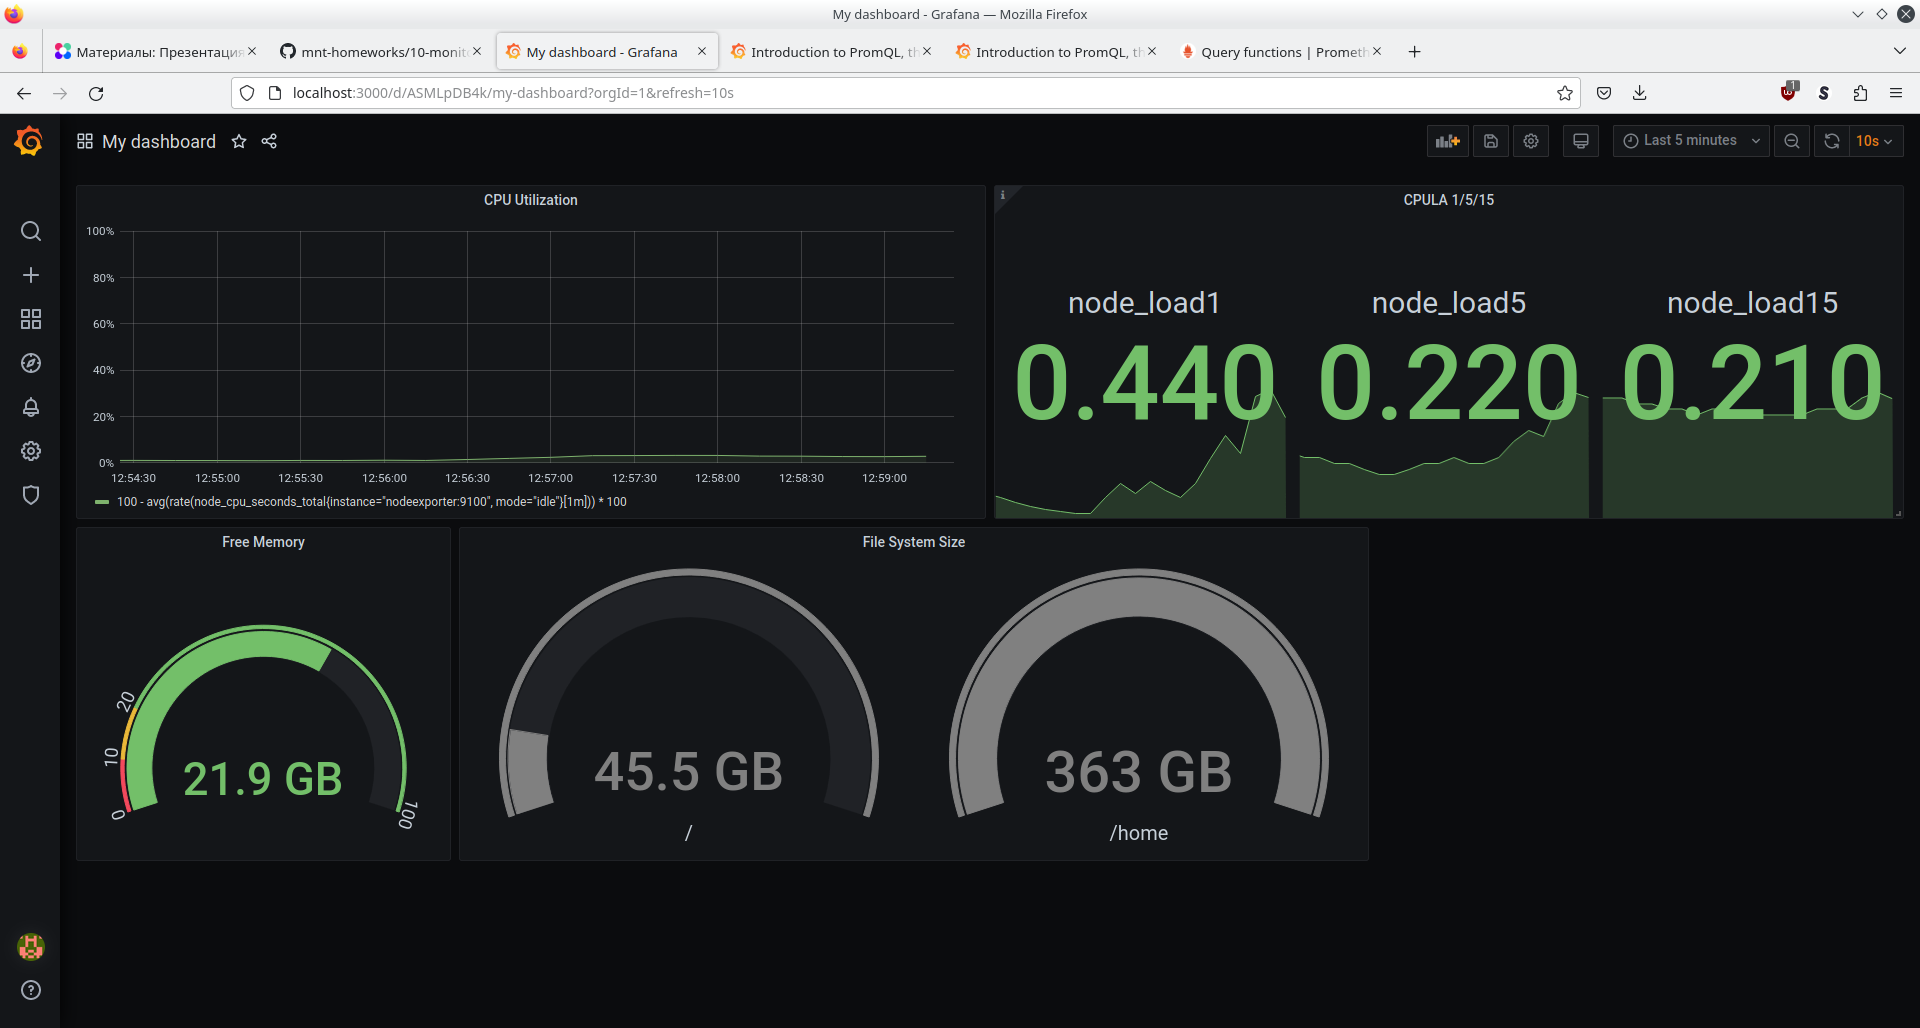 My dashboard - Grafana — Mozilla Firefox
Материалы: Презентация
mnt-homeworks/10-monit
My dashboard - Grafana
Introduction to PromQL, th
Introduction to PromQL, th
Query functions | Prometh
localhost:3000/d/ASMLpDB4k/my-dashboard?orgId=1&refresh=10s
1
My dashboard
Last 5 minutes
10s
CPU Utilization
100%
80%
60%
40%
20%
0%
12:54:30 12:55:00 12:55:30 12:56:00 12:56:30 12:57:00 12:57:30 12:58:00 12:58:30 12:59:00
100 - avg(rate(node_cpu_seconds_total{instance="nodeexporter:9100", mode="idle"}[1m])) * 100
i
CPULA 1/5/15
node_load1
0.440
node_load5
0.220
node_load15
0.210
Free Memory
0
10
20
100
21.9 GB
File System Size
45.5 GB
/
363 GB
/home